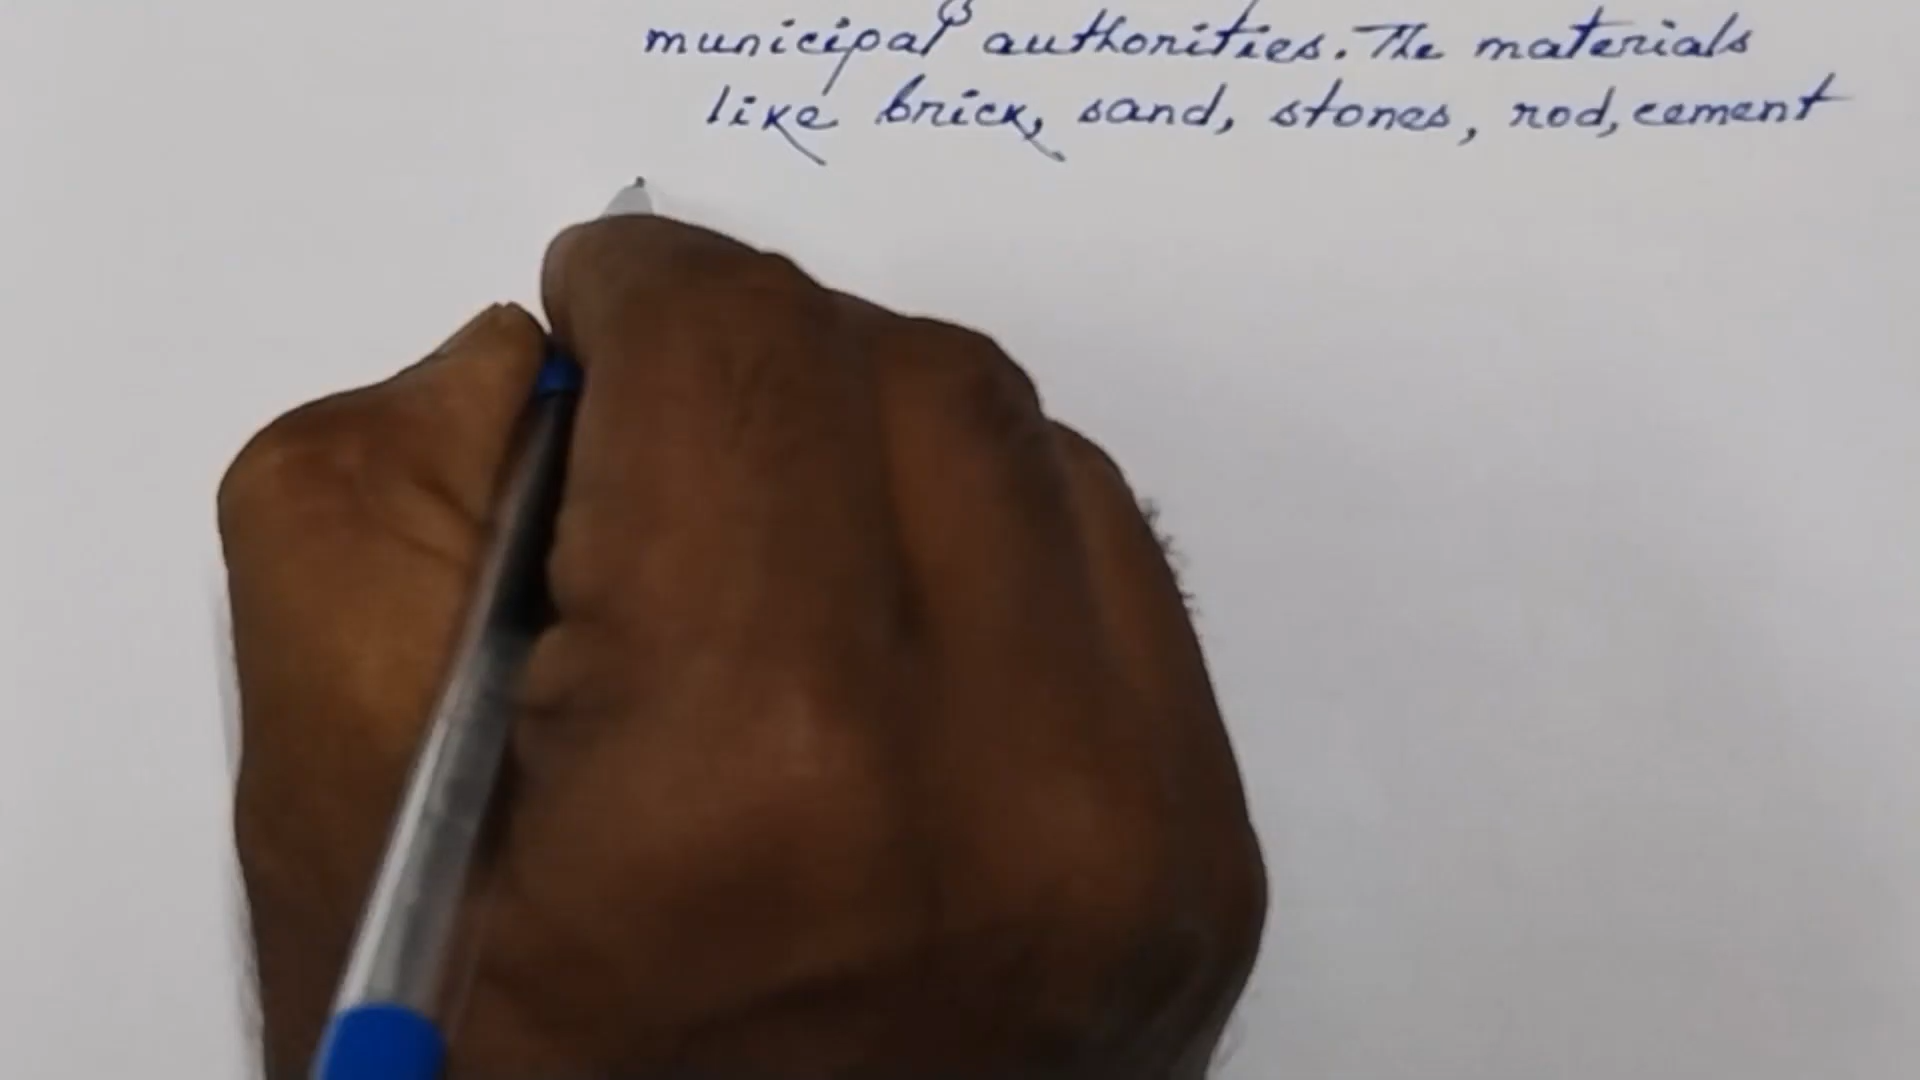 municipal authorities. The materials
like brick, sand, stones, rod, cement